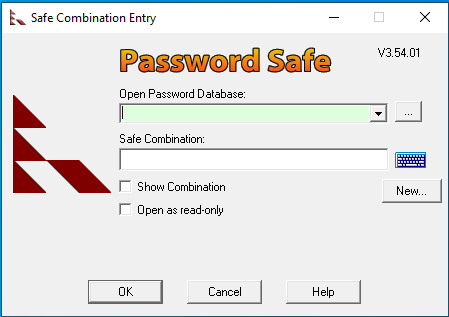 Safe Combination Entry
Password Safe
V3.54.01
Open Password Database:
...
Safe Combination:
Show Combination
New...
Open as read-only
OK
Cancel
Help